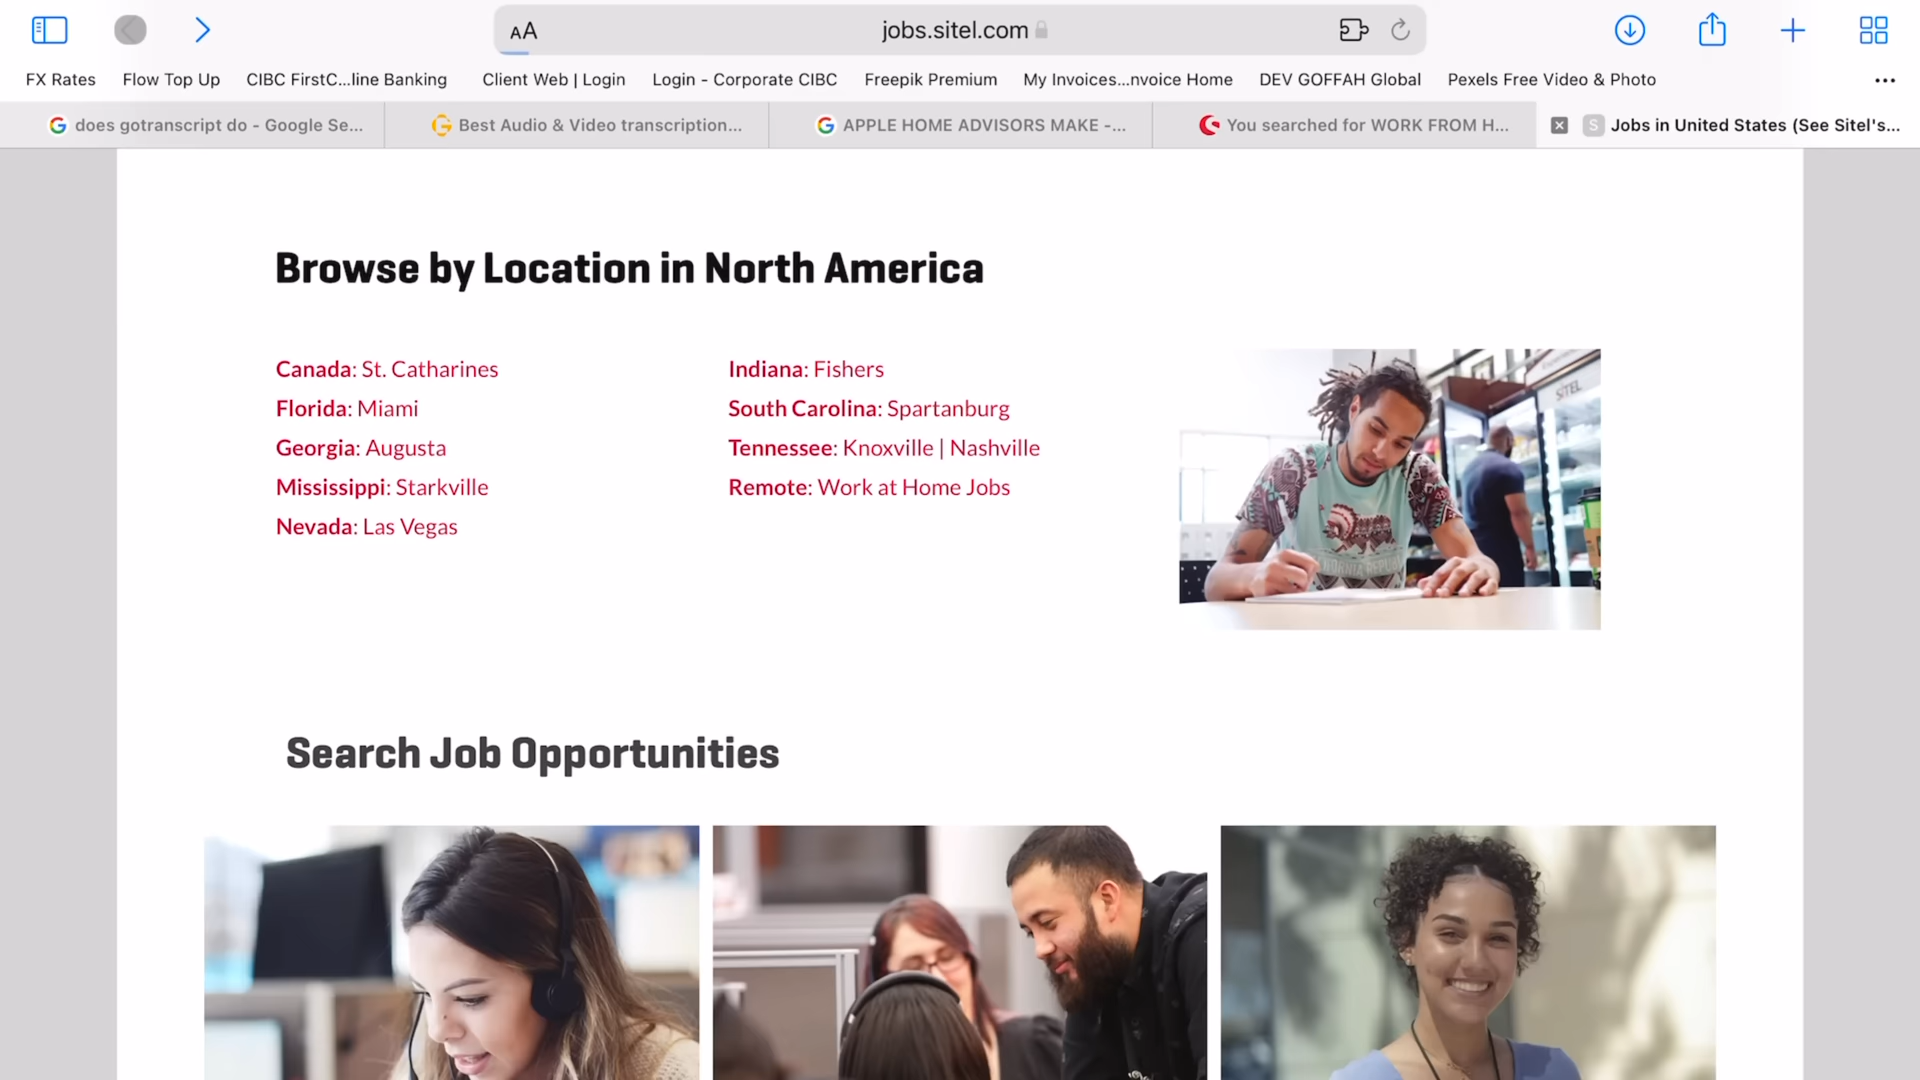 AA
jobs.sitel.com
FX Rates Flow Top Up CIBC FirstC...line Banking Client Web | Login Login - Corporate CIBC Freepik Premium My Invoices...nvoice Home DEV GOFFAH Global Pexels Free Video & Photo
does gotranscript do - Google Se... Best Audio & Video transcription... APPLE HOME ADVISORS MAKE -... You searched for WORK FROM H... S Jobs in United States (See Sitel's...
Browse by Location in North America
Canada: St. Catharines
Florida: Miami
Georgia: Augusta
Mississippi: Starkville
Nevada: Las Vegas
Indiana: Fishers
South Carolina: Spartanburg
Tennessee: Knoxville | Nashville
Remote: Work at Home Jobs
SITEL
Search Job Opportunities